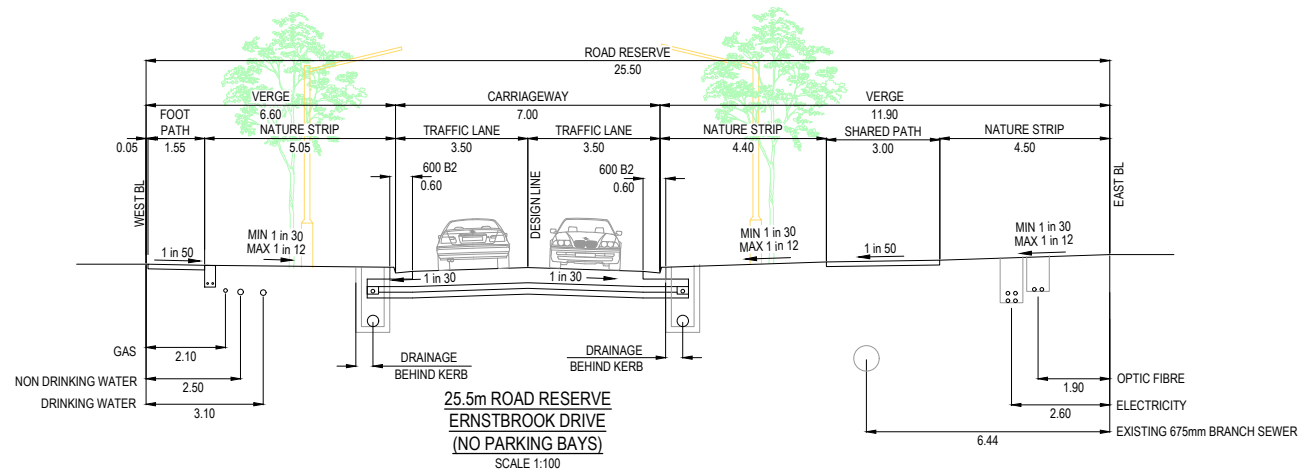 ROAD RESERVE
25.50
VERGE
6.60
CARRIAGEWAY
7.00
VERGE
11.90
FOOT
PATH
0.05
1.55
NATURE STRIP
5.05
TRAFFIC LANE
3.50
TRAFFIC LANE
3.50
NATURE STRIP
4.40
SHARED PATH
3.00
NATURE STRIP
4.50
600 B2
0.60
600 B2
0.60
WEST BL
DESIGN LINE
EAST BL
1 in 50
MIN 1 in 30
MAX 1 in 12
1 in 30
1 in 30
MIN 1 in 30
MAX 1 in 12
1 in 50
MIN 1 in 30
MAX 1 in 12
GAS
2.10
NON DRINKING WATER
2.50
DRINKING WATER
3.10
DRAINAGE
BEHIND KERB
DRAINAGE
BEHIND KERB
1.90
OPTIC FIBRE
2.60
ELECTRICITY
6.44
EXISTING 675mm BRANCH SEWER
25.5m ROAD RESERVE
ERNSTBROOK DRIVE
(NO PARKING BAYS)
SCALE 1:100